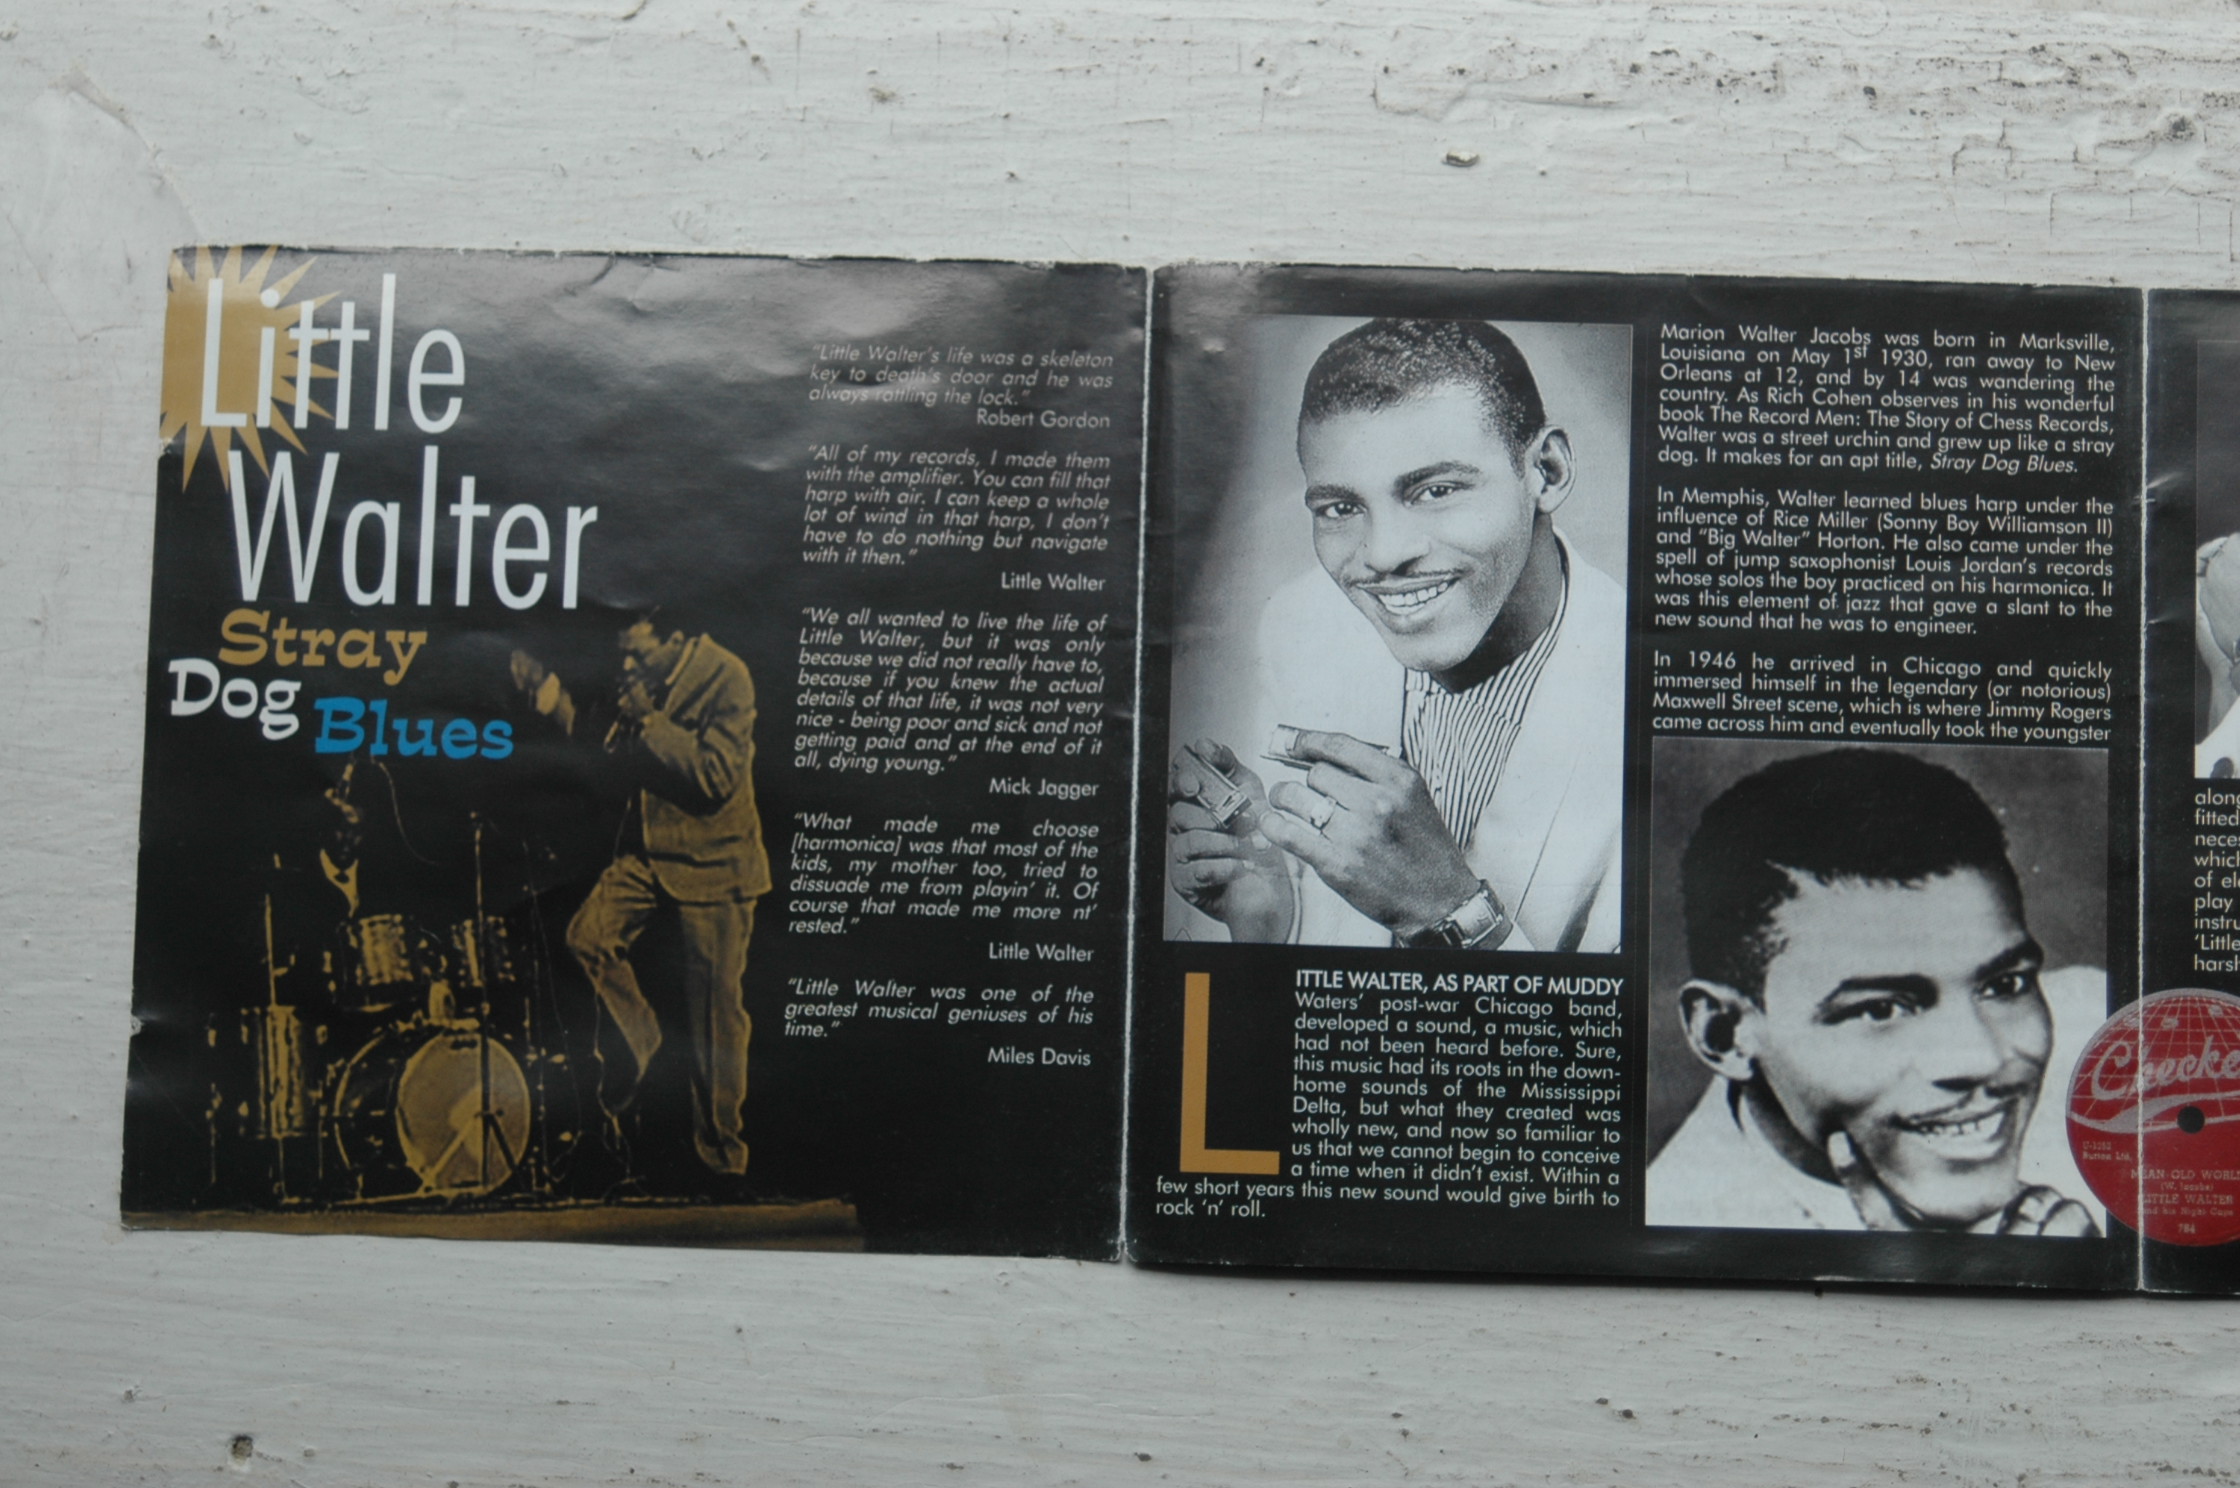 Little
Walter
Stray
Dog
Blues
"Little Walter's life was a skeleton
key to death's door and he was
always rattling the lock."
Robert Gordon
"All of my records, I made them
with the amplifier. You can fill that
harp with air. I can keep a whole
lot of wind in that harp, I don't
have to do nothing but navigate
with it then."
Little Walter
"We all wanted to live the life of
Little Walter, but it was only
because we did not really have to,
because if you knew the actual
details of that life, it was not very
nice - being poor and sick and not
getting paid and at the end of it
all, dying young."
Mick Jagger
"What made me choose
[harmonica] was that most of the
kids, my mother too, tried to
dissuade me from playin' it. Of
course that made me more nt'
rested."
Little Walter
"Little Walter was one of the
greatest musical geniuses of his
time."
Miles Davis
LITTLE WALTER, AS PART OF MUDDY
Waters' post-war Chicago band,
developed a sound, a music, which
had not been heard before. Sure,
this music had its roots in the down-
home sounds of the Mississippi
Delta, but what they created was
wholly new, and now so familiar to
us that we cannot begin to conceive
a time when it didn't exist. Within a
few short years this new sound would give birth to
rock 'n' roll.
Marion Walter Jacobs was born in Marksville,
Louisiana on May 1st 1930, ran away to New
Orleans at 12, and by 14 was wandering the
country. As Rich Cohen observes in his wonderful
book The Record Men: The Story of Chess Records,
Walter was a street urchin and grew up like a stray
dog. It makes for an apt title, Stray Dog Blues.
In Memphis, Walter learned blues harp under the
influence of Rice Miller (Sonny Boy Williamson II)
and "Big Walter" Horton. He also came under the
spell of jump saxophonist Louis Jordan's records
whose solos the boy practiced on his harmonica. It
was this element of jazz that gave a slant to the
new sound that he was to engineer.
In 1946 he arrived in Chicago and quickly
immersed himself in the legendary (or notorious)
Maxwell Street scene, which is where Jimmy Rogers
came across him and eventually took the youngster
along
fitted
neces
which
of ele
play
instru
'Little
harsh
Checke
Burton Ltd.
MEAN OLD WORL
(W. Jacobs)
LITTLE WALTER
and his Night Caps
764